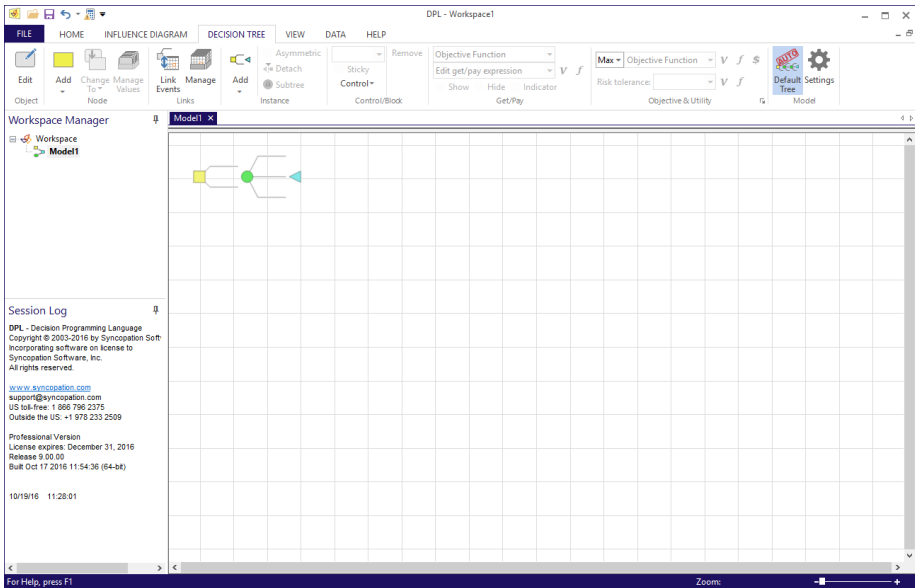 DPL - Workspace1
FILE HOME INFLUENCE DIAGRAM DECISION TREE VIEW DATA HELP
Asymmetric Remove Objective Function Max Objective Function V f $
Detach Sticky Edit get/pay expression V f
Edit Add Change To Manage Values Link Events Manage Add Subtree Control Show Hide Indicator Risk tolerance: V f Default Tree Settings
AUTO
Object Node Links Instance Control/Block Get/Pay Objective & Utility Model
Workspace Manager
Model1
Workspace
Model1
Session Log
DPL - Decision Programming Language
Copyright © 2003-2016 by Syncopation Soft
Incorporating software on license to
Syncopation Software, Inc.
All rights reserved.
www.syncopation.com
support@syncopation.com
US toll-free: 1 866 796 2375
Outside the US: +1 978 233 2509
Professional Version
License expires: December 31, 2016
Release 9.00.00
Built Oct 17 2016 11:54:36 (64-bit)
10/19/16 11:28:01
For Help, press F1 Zoom: